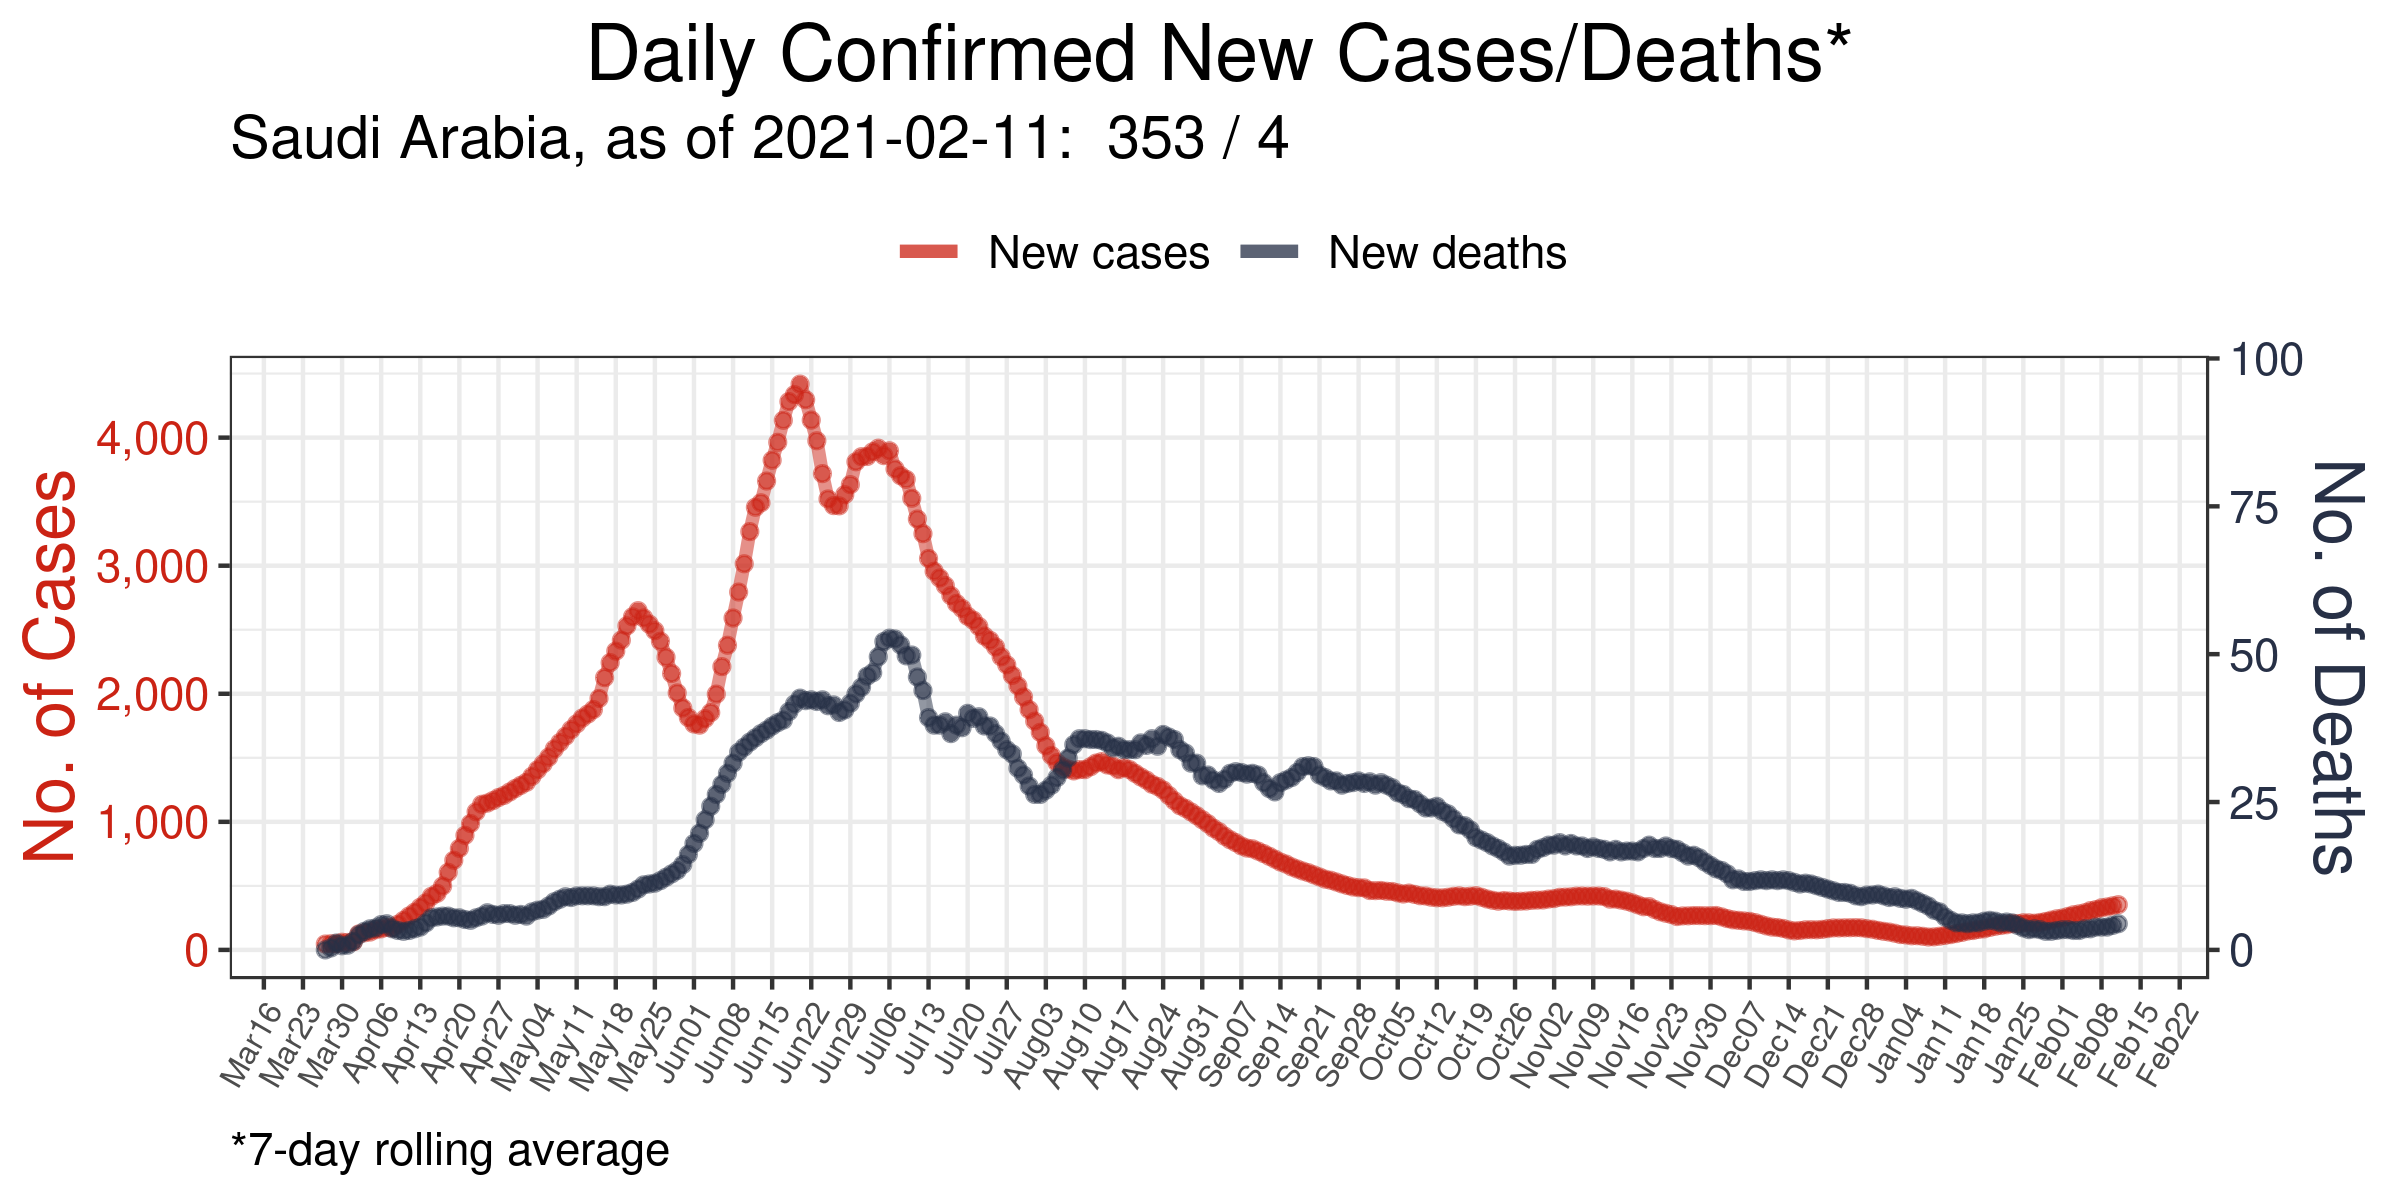 Daily Confirmed New Cases/Deaths*
Saudi Arabia, as of 2021-02-11:  353 / 4
New cases New deaths
No. of Cases
4,000
3,000
2,000
1,000
0
100
75
50
25
0
No. of Deaths
Mar16 Mar23 Mar30 Apr06 Apr13 Apr20 Apr27 May04 May11 May18 May25 Jun01 Jun08 Jun15 Jun22 Jun29 Jul06 Jul13 Jul20 Jul27 Aug03 Aug10 Aug17 Aug24 Aug31 Sep07 Sep14 Sep21 Sep28 Oct05 Oct12 Oct19 Oct26 Nov02 Nov09 Nov16 Nov23 Nov30 Dec07 Dec14 Dec21 Dec28 Jan04 Jan11 Jan18 Jan25 Feb01 Feb08 Feb15 Feb22
*7-day rolling average